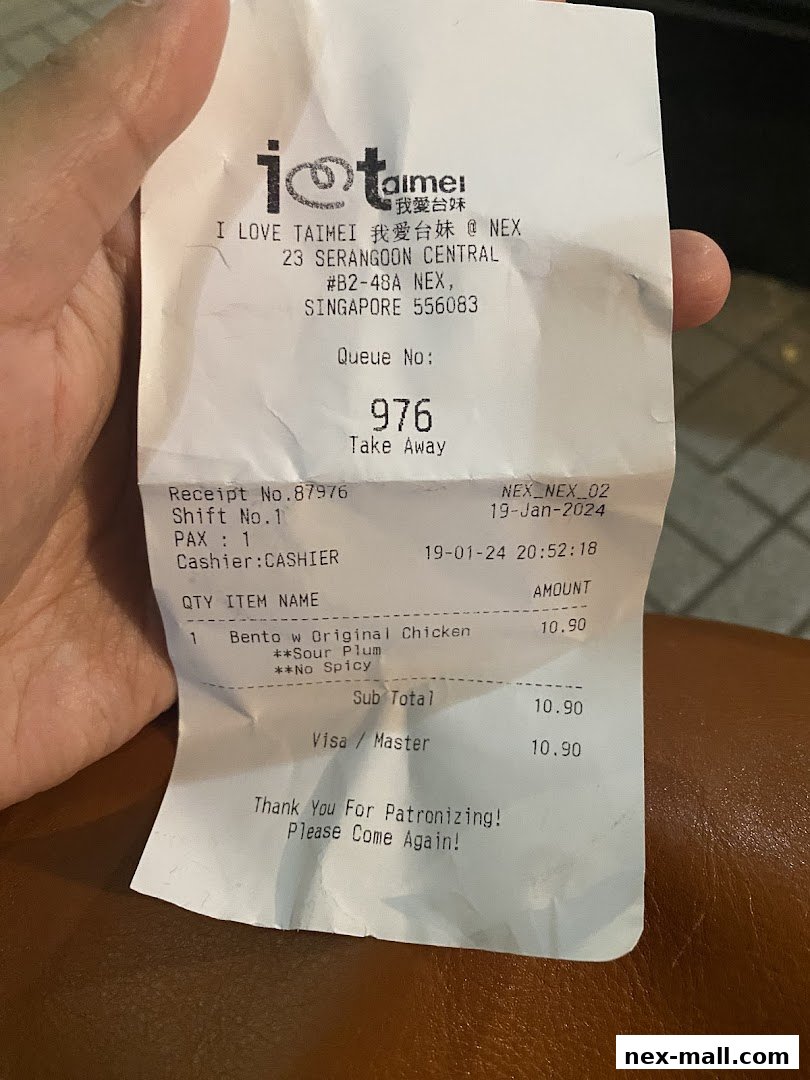 i taimei
我愛台妹
I LOVE TAIMEI 我愛台妹 @ NEX
23 SERANGOON CENTRAL
#B2-48A NEX,
SINGAPORE 556083
Queue No:
976
Take Away
Receipt No.87976 NEX_NEX_02
Shift No.1 19-Jan-2024
PAX : 1
Cashier:CASHIER 19-01-24 20:52:18
QTY ITEM NAME AMOUNT
1 Bento w Original Chicken 10.90
**Sour Plum
**No Spicy
Sub Total 10.90
Visa / Master 10.90
Thank You For Patronizing!
Please Come Again!
nex-mall.com